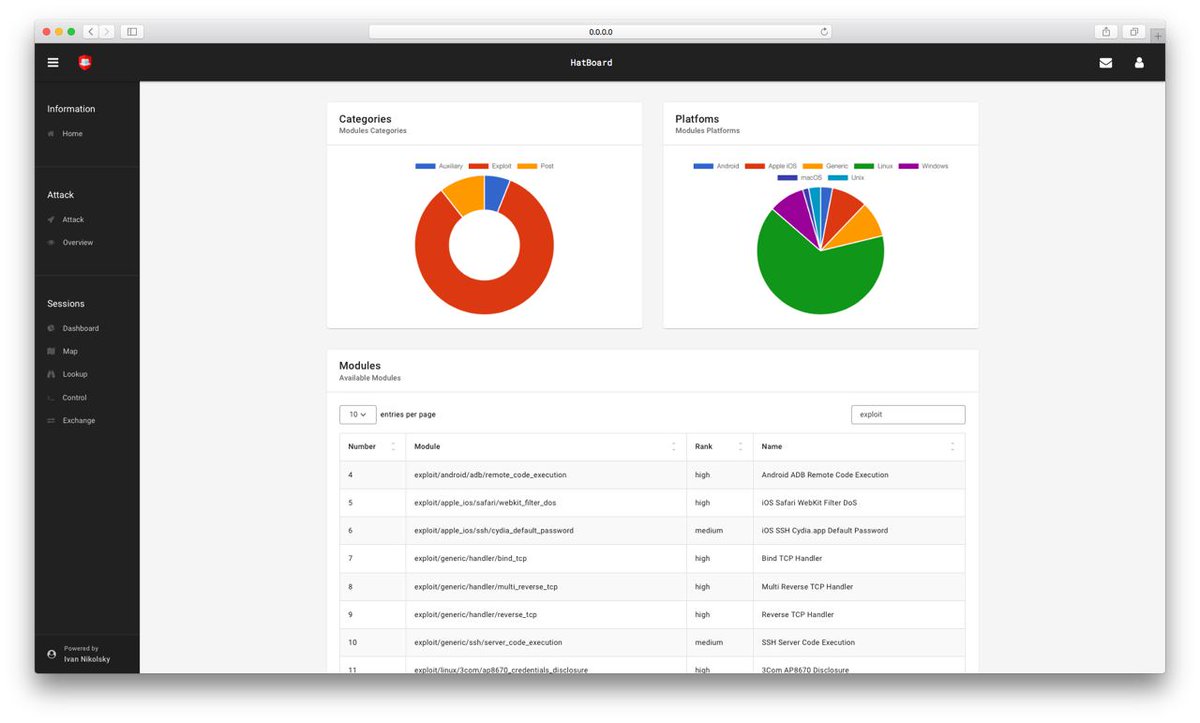 0.0.0.0
HatBoard
Information
Home
Attack
Attack
Overview
Sessions
Dashboard
Map
Lookup
Control
Exchange
Powered by
Ivan Nikolsky
Categories
Modules Categories
Auxiliary Exploit Post
Platfoms
Modules Platforms
Android Apple iOS Generic Linux Windows
macOS Unix
Modules
Available Modules
10 entries per page exploit
Number Module Rank Name
4 exploit/android/adb/remote_code_execution high Android ADB Remote Code Execution
5 exploit/apple_ios/safari/webkit_filter_dos high iOS Safari WebKit Filter DoS
6 exploit/apple_ios/ssh/cydia_default_password medium iOS SSH Cydia.app Default Password
7 exploit/generic/handler/bind_tcp high Bind TCP Handler
8 exploit/generic/handler/multi_reverse_tcp high Multi Reverse TCP Handler
9 exploit/generic/handler/reverse_tcp high Reverse TCP Handler
10 exploit/generic/ssh/server_code_execution medium SSH Server Code Execution
11 exploit/linux/3com/ap8670_credentials_disclosure high 3Com AP8670 Disclosure